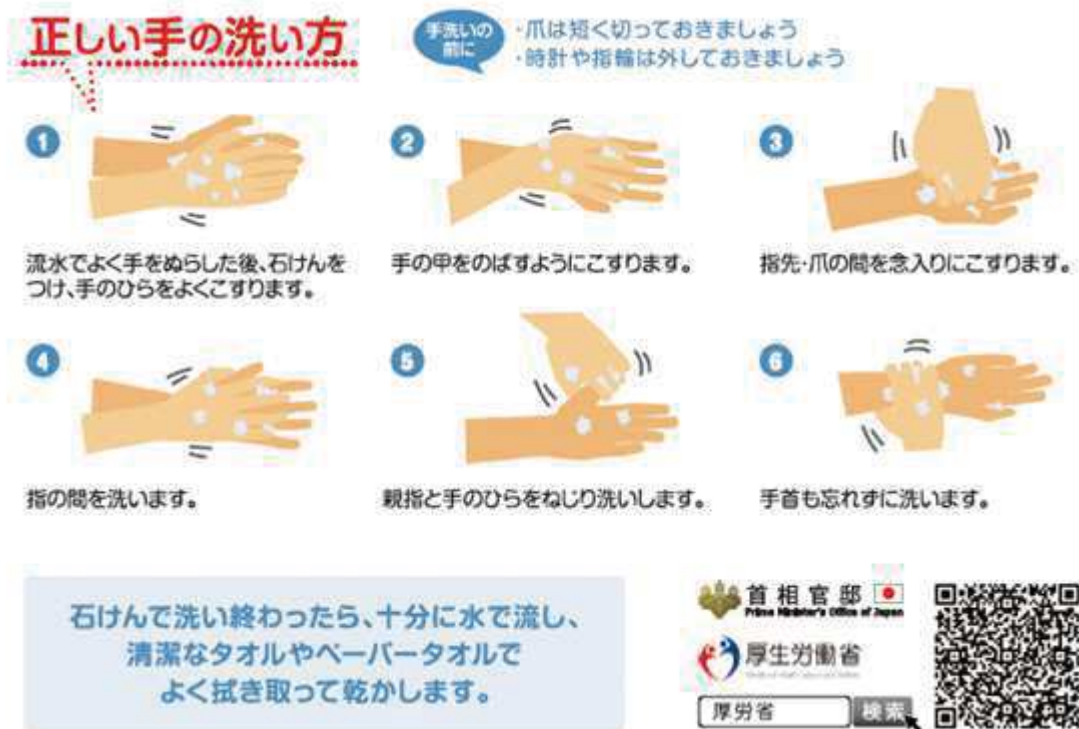 正しい手の洗い方
手洗いの
前に
・爪は短く切っておきましょう
・時計や指輪は外しておきましょう
1
流水でよく手をぬらした後、石けんを
つけ、手のひらをよくこすります。
2
手の甲をのばすようにこすります。
3
指先・爪の間を念入りにこすります。
4
指の間を洗います。
5
親指と手のひらをねじり洗いします。
6
手首も忘れずに洗います。
石けんで洗い終わったら、十分に水で流し、
清潔なタオルやペーパータオルで
よく拭き取って乾かします。
首相官邸
Prime Minister's Office of Japan
厚生労働省
厚労省 検索